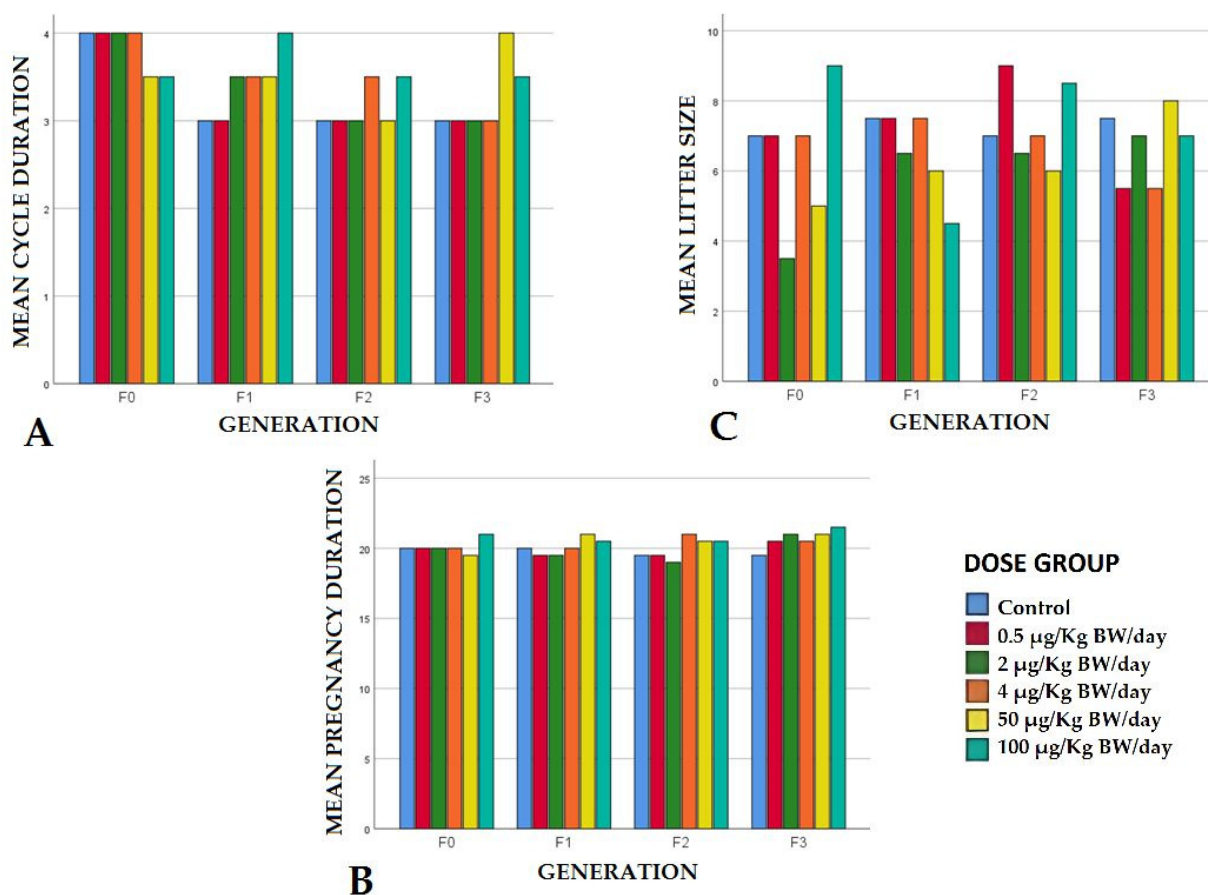 MEAN CYCLE DURATION
4
3
2
1
0
F0 F1 F2 F3
GENERATION
A
MEAN LITTER SIZE
10
8
6
4
2
0
F0 F1 F2 F3
GENERATION
C
MEAN PREGNANCY DURATION
25
20
15
10
5
0
F0 F1 F2 F3
GENERATION
B
DOSE GROUP
Control
0.5 µg/Kg BW/day
2 µg/Kg BW/day
4 µg/Kg BW/day
50 µg/Kg BW/day
100 µg/Kg BW/day